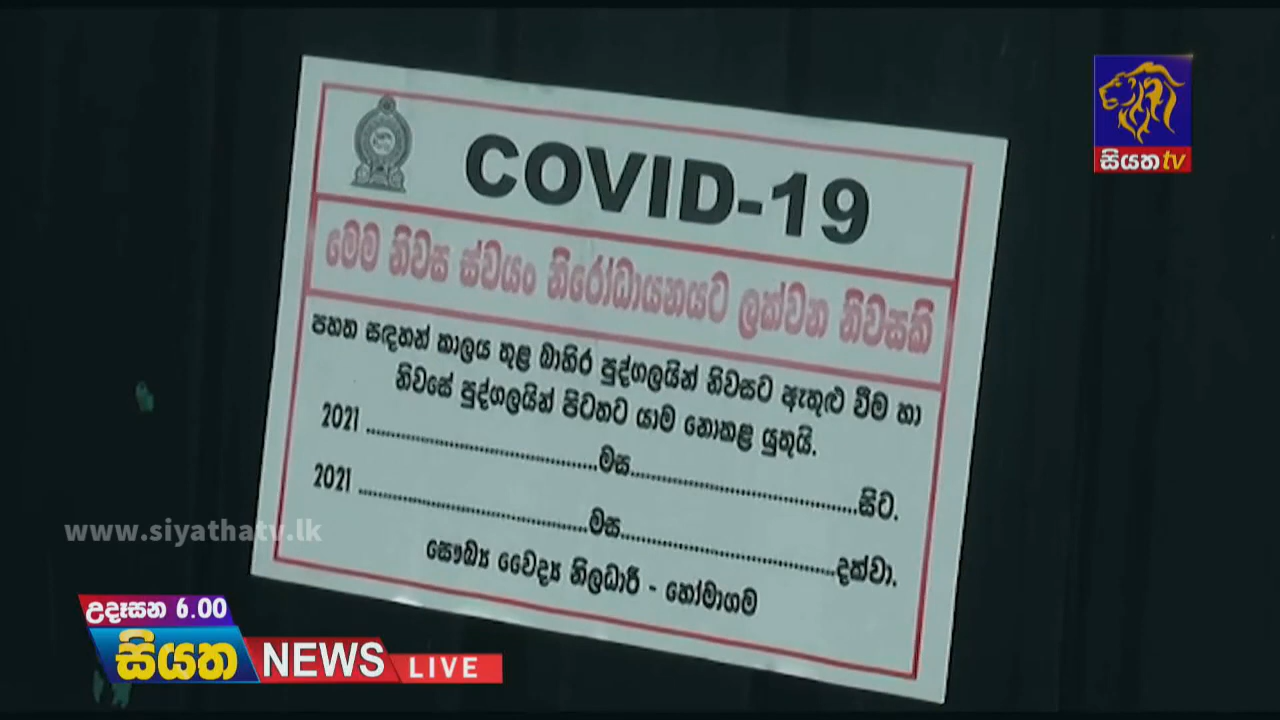 සියත tv
COVID-19
මෙම නිවස ස්වයං නිරෝධායනයට ලක්වන නිවසකි
පහත සඳහන් කාලය තුළ බාහිර පුද්ගලයින් නිවසට ඇතුළු වීම හා
නිවසේ පුද්ගලයින් පිටතට යාම නොකළ යුතුයි.
2021 ........................................මස........................................සිට.
2021 ........................................මස........................................දක්වා.
සෞඛ්‍ය වෛද්‍ය නිලධාරී - හෝමාගම
www.siyathatv.lk
උදෑසන 6.00
සියත NEWS LIVE